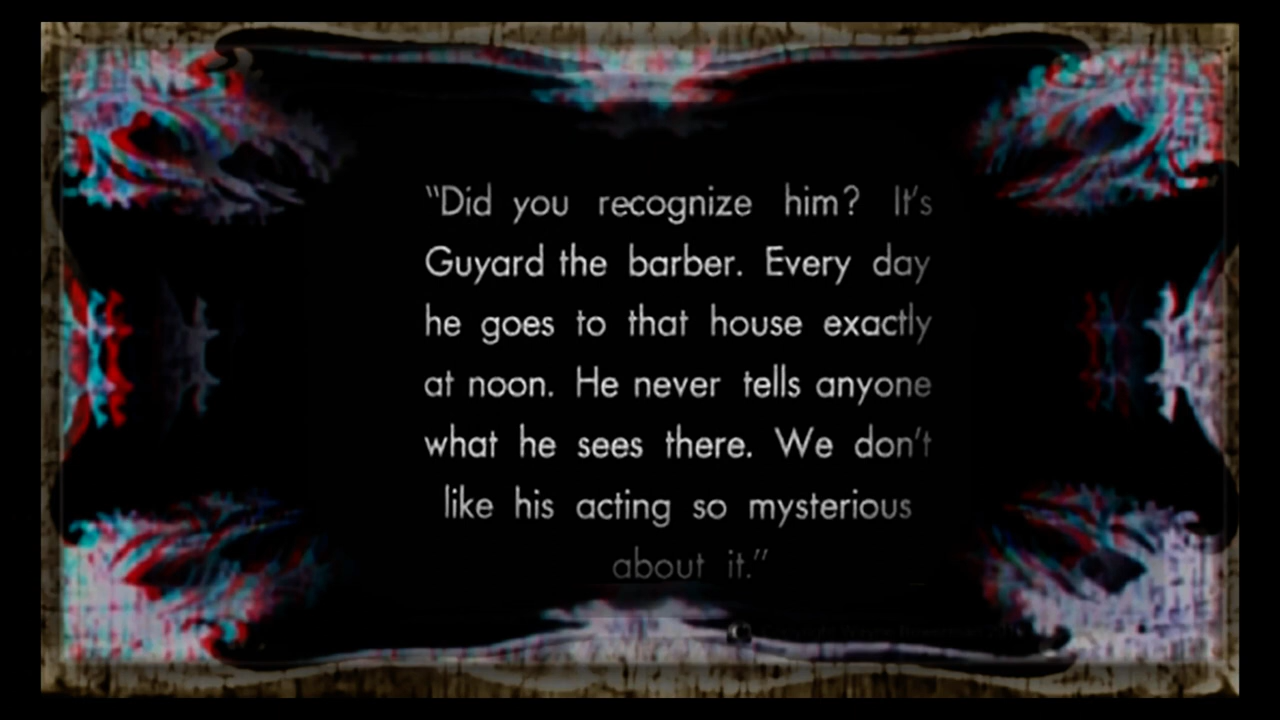 “Did you recognize him? It's
Guyard the barber. Every day
he goes to that house exactly
at noon. He never tells anyone
what he sees there. We don't
like his acting so mysterious
about it.”